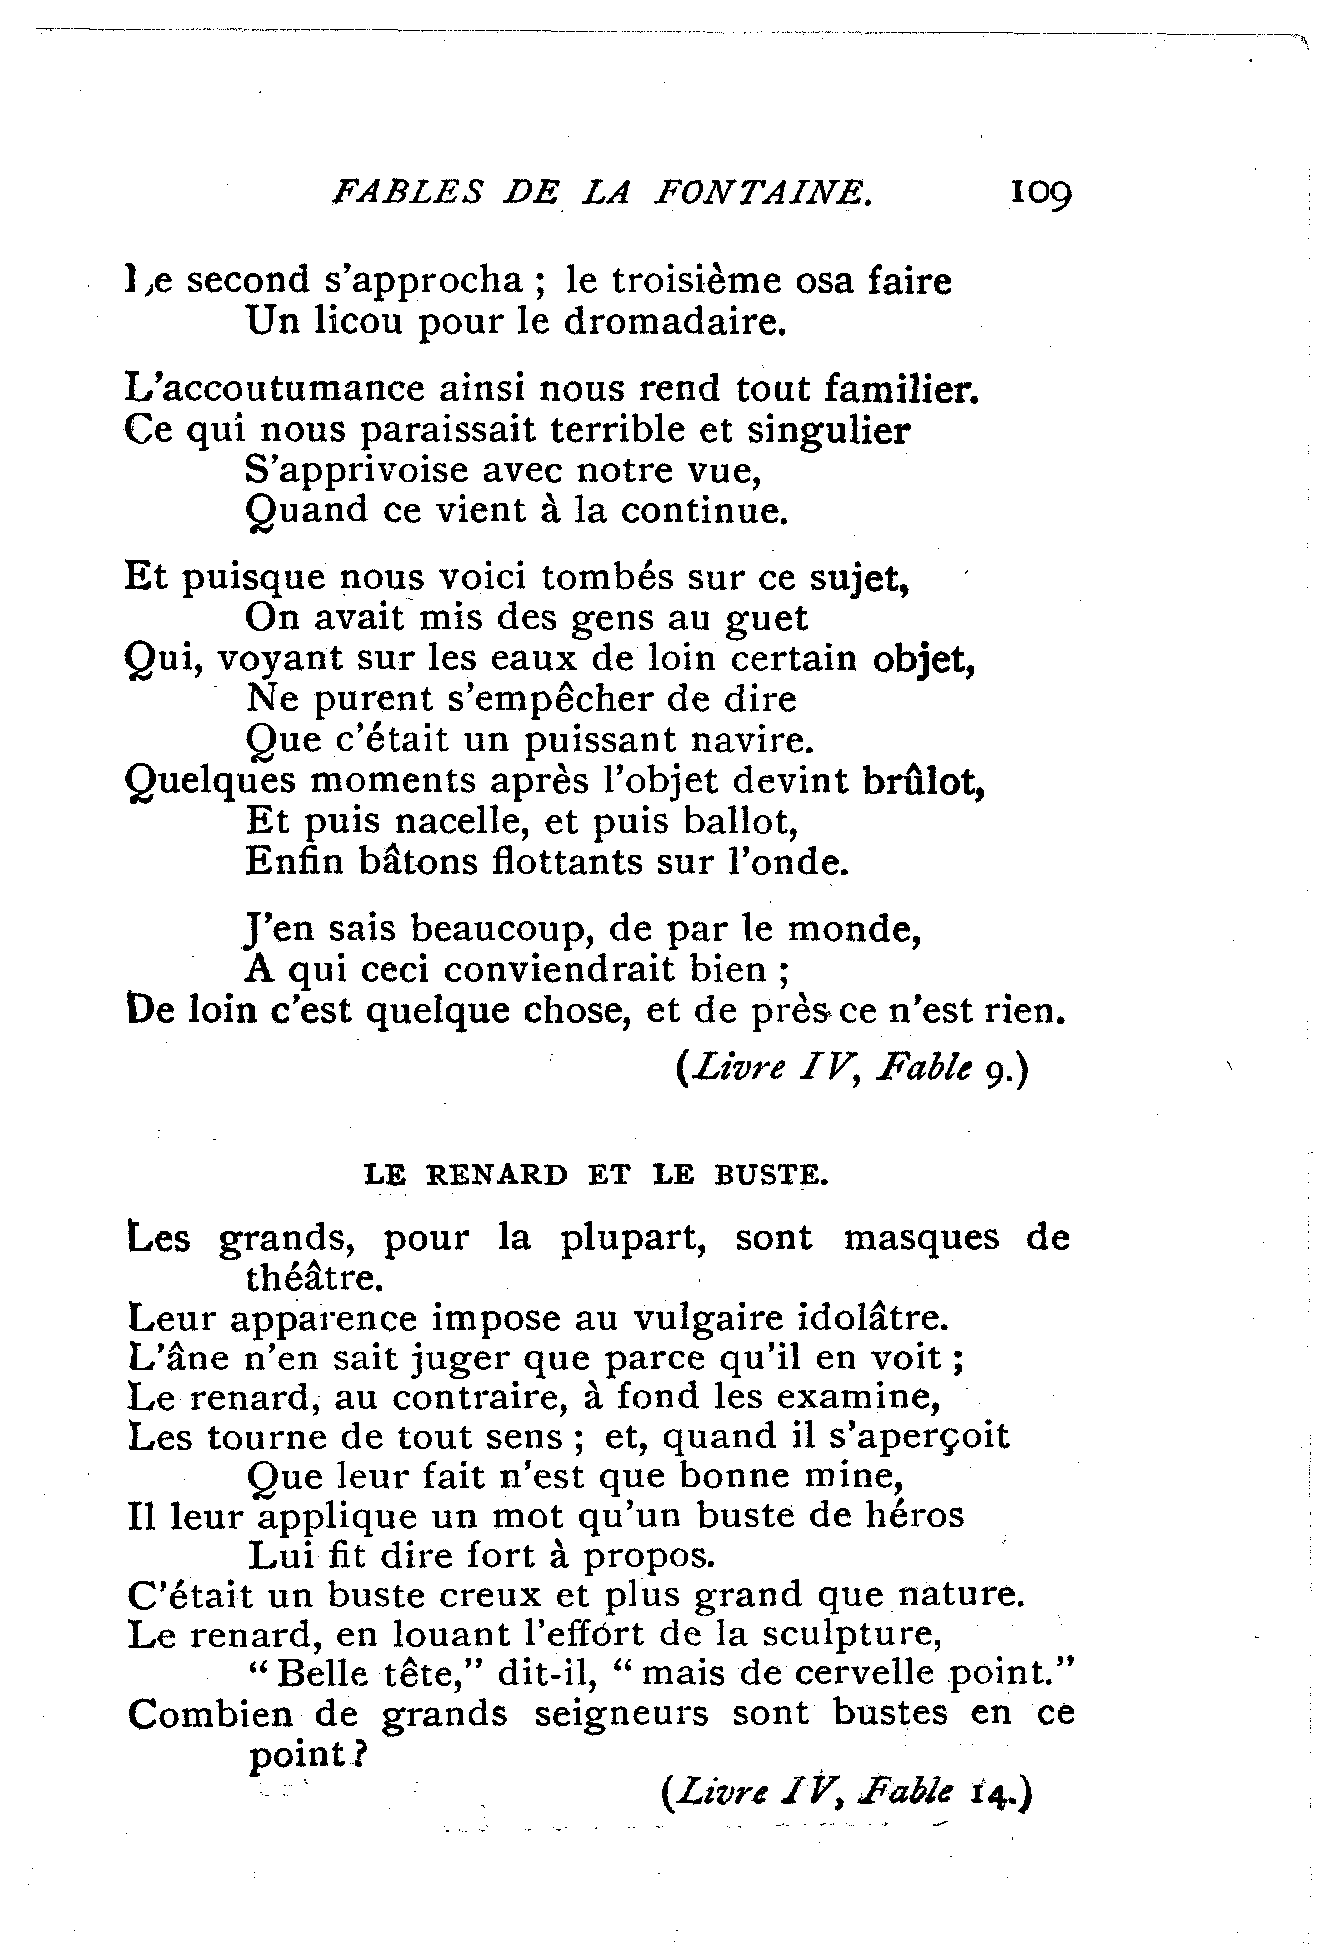 FABLES DE LA FONTAINE. 109
Le second s'approcha ; le troisième osa faire
Un licou pour le dromadaire.
L'accoutumance ainsi nous rend tout familier.
Ce qui nous paraissait terrible et singulier
S'apprivoise avec notre vue,
Quand ce vient à la continue.
Et puisque nous voici tombés sur ce sujet,
On avait mis des gens au guet
Qui, voyant sur les eaux de loin certain objet,
Ne purent s'empêcher de dire
Que c'était un puissant navire.
Quelques moments après l'objet devint brûlot,
Et puis nacelle, et puis ballot,
Enfin bâtons flottants sur l'onde.
J'en sais beaucoup, de par le monde,
A qui ceci conviendrait bien ;
De loin c'est quelque chose, et de près ce n'est rien.
(Livre IV, Fable 9.)
LE RENARD ET LE BUSTE.
Les grands, pour la plupart, sont masques de
théâtre.
Leur apparence impose au vulgaire idolâtre.
L'âne n'en sait juger que parce qu'il en voit ;
Le renard, au contraire, à fond les examine,
Les tourne de tout sens ; et, quand il s'aperçoit
Que leur fait n'est que bonne mine,
Il leur applique un mot qu'un buste de héros
Lui fit dire fort à propos.
C'était un buste creux et plus grand que nature.
Le renard, en louant l'effort de la sculpture,
“ Belle tête,” dit-il, “ mais de cervelle point.”
Combien de grands seigneurs sont bustes en ce
point ?
(Livre IV, Fable 14.)